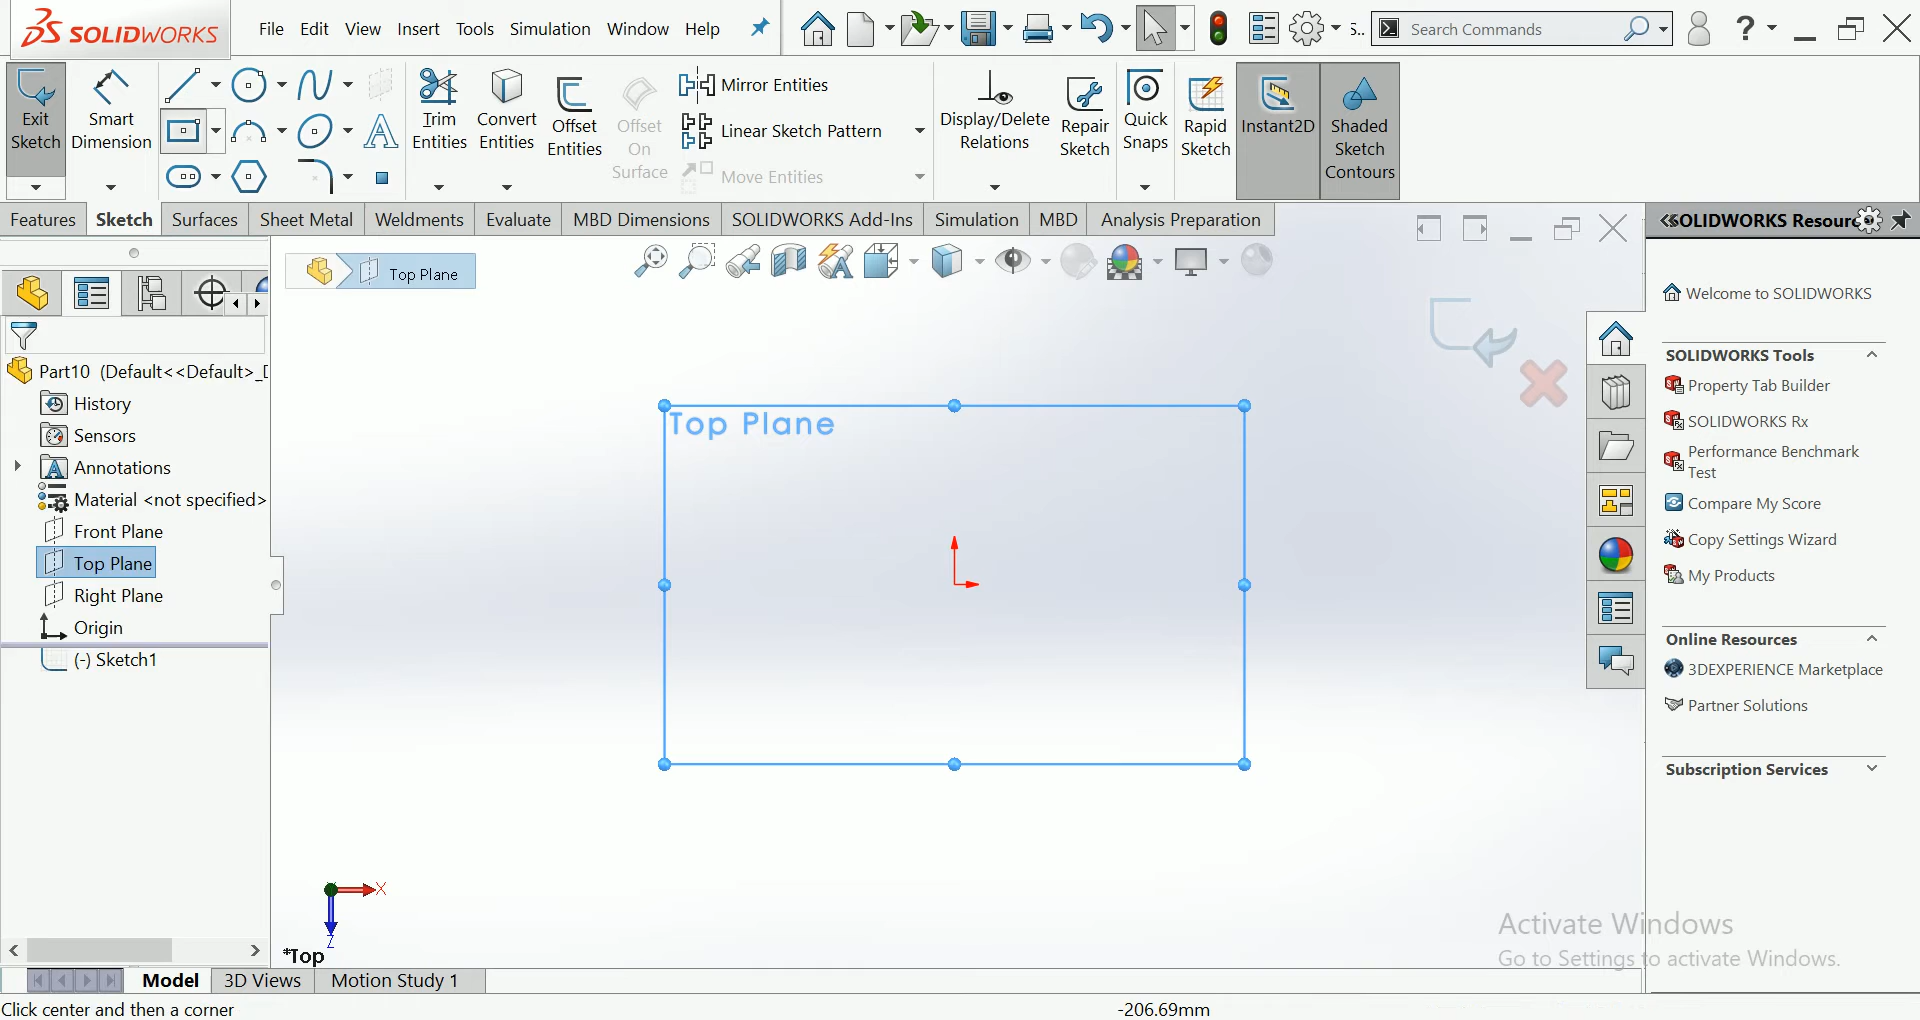 SOLIDWORKS
File Edit View Insert Tools Simulation Window Help
S..
Search Commands
?
Exit Sketch
Smart Dimension
Trim Entities
Convert Entities
Offset Entities
Offset On Surface
Mirror Entities
Linear Sketch Pattern
Move Entities
Display/Delete Relations
Repair Sketch
Quick Snaps
Rapid Sketch
Instant2D
Shaded Sketch Contours
Features Sketch Surfaces Sheet Metal Weldments Evaluate MBD Dimensions SOLIDWORKS Add-Ins Simulation MBD Analysis Preparation
Top Plane
Part10 (Default<<Default>_D
History
Sensors
Annotations
Material <not specified>
Front Plane
Top Plane
Right Plane
Origin
(-) Sketch1
Top Plane
X
Z
*Top
Model 3D Views Motion Study 1
Click center and then a corner
-206.69mm
SOLIDWORKS Resour
Welcome to SOLIDWORKS
SOLIDWORKS Tools
Property Tab Builder
SOLIDWORKS Rx
Performance Benchmark
Test
Compare My Score
Copy Settings Wizard
My Products
Online Resources
3DEXPERIENCE Marketplace
Partner Solutions
Subscription Services
Activate Windows
Go to Settings to activate Windows.